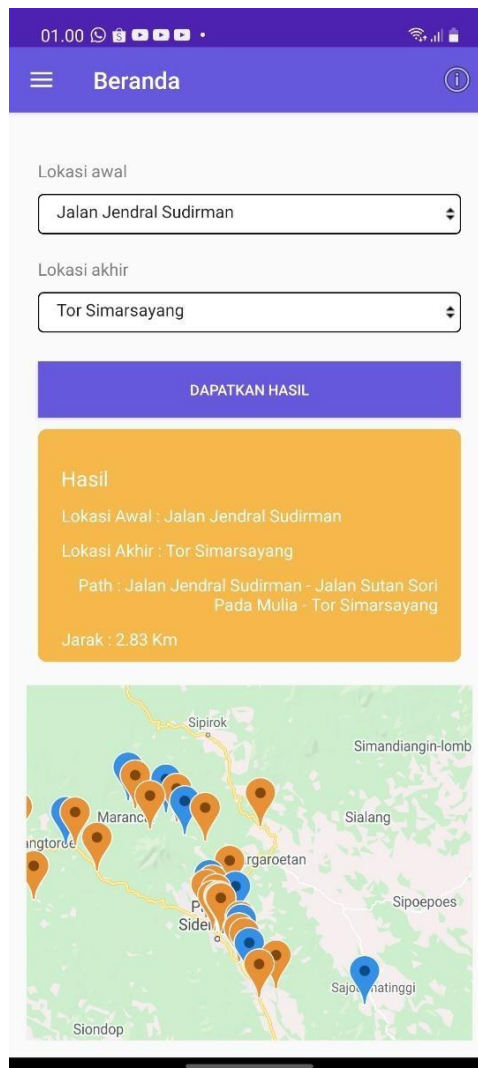 01.00
Beranda
Lokasi awal
Jalan Jendral Sudirman
Lokasi akhir
Tor Simarsayang
DAPATKAN HASIL
Hasil
Lokasi Awal : Jalan Jendral Sudirman
Lokasi Akhir : Tor Simarsayang
Path : Jalan Jendral Sudirman - Jalan Sutan Sori
Pada Mulia - Tor Simarsayang
Jarak : 2.83 Km
Sipirok
Simandiangin-lomb
Sialang
rgaroetan
Sipoepoes
Siondop